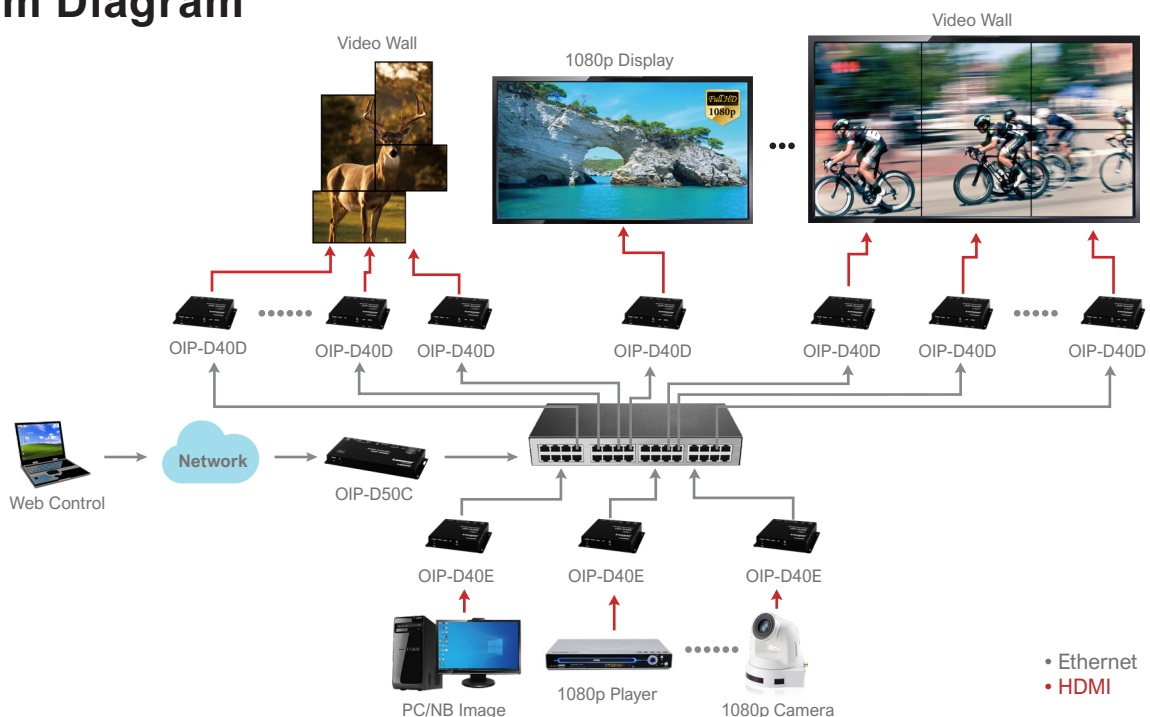 m Diagram
Video Wall
1080p Display
Video Wall
Full HD
1080p
OIP-D40D
OIP-D40D
OIP-D40D
OIP-D40D
OIP-D40D
OIP-D40D
OIP-D40D
Web Control
Network
OIP-D50C
OIP-D40E
OIP-D40E
OIP-D40E
PC/NB Image
1080p Player
1080p Camera
• Ethernet
• HDMI